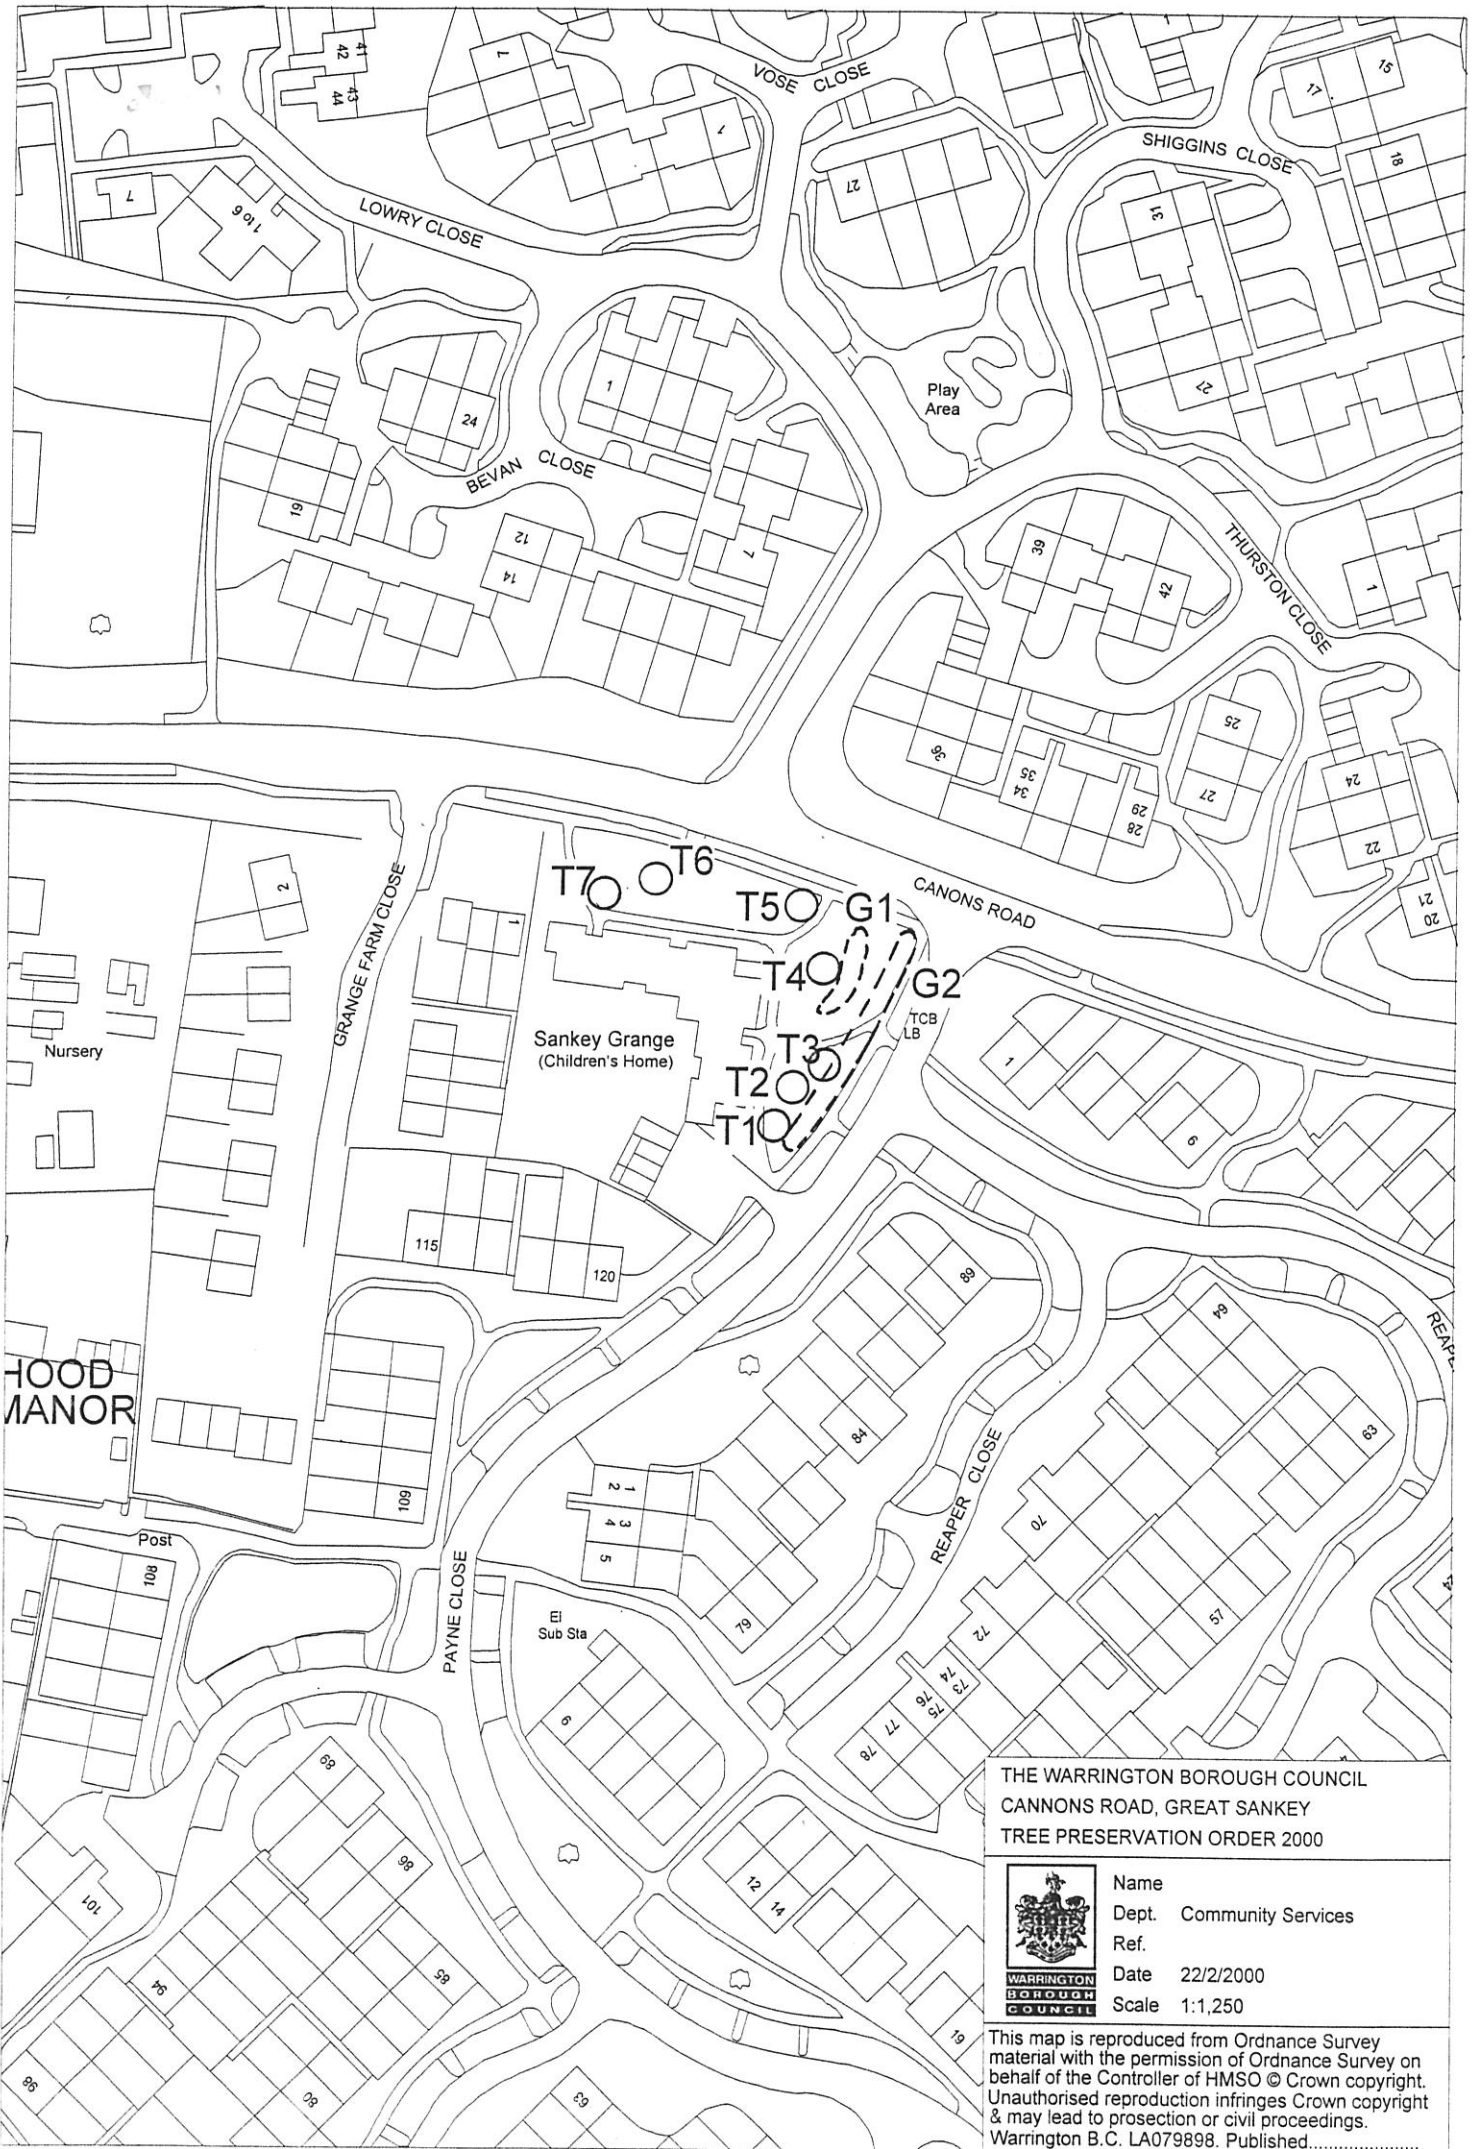 41
42
43
44
7
1
VOSE CLOSE
15
17
SHIGGINS CLOSE
18
7
1 to 6
LOWRY CLOSE
27
31
27
Play
Area
1
24
BEVAN CLOSE
19
12
14
7
39
42
THURSTON CLOSE
1
36
35
34
29
28
25
27
24
22
21
20
2
GRANGE FARM CLOSE
1
T7
T6
T5
G1
CANONS ROAD
T4
G2
TCB
LB
T3
T2
T1
Sankey Grange
(Children's Home)
Nursery
1
6
115
120
89
64
REAPE
HOOD
MANOR
84
63
109
1
2
3
4
5
REAPER CLOSE
70
Post
108
PAYNE CLOSE
El
Sub Sta
79
57
72
74
73
76
75
77
78
6
89
86
101
12
14
94
85
19
98
80
63
THE WARRINGTON BOROUGH COUNCIL
CANNONS ROAD, GREAT SANKEY
TREE PRESERVATION ORDER 2000
Name
Dept. Community Services
Ref.
Date 22/2/2000
Scale 1:1,250
WARRINGTON
BOROUGH
COUNCIL
This map is reproduced from Ordnance Survey
material with the permission of Ordnance Survey on
behalf of the Controller of HMSO © Crown copyright.
Unauthorised reproduction infringes Crown copyright
& may lead to prosection or civil proceedings.
Warrington B.C. LA079898. Published......................